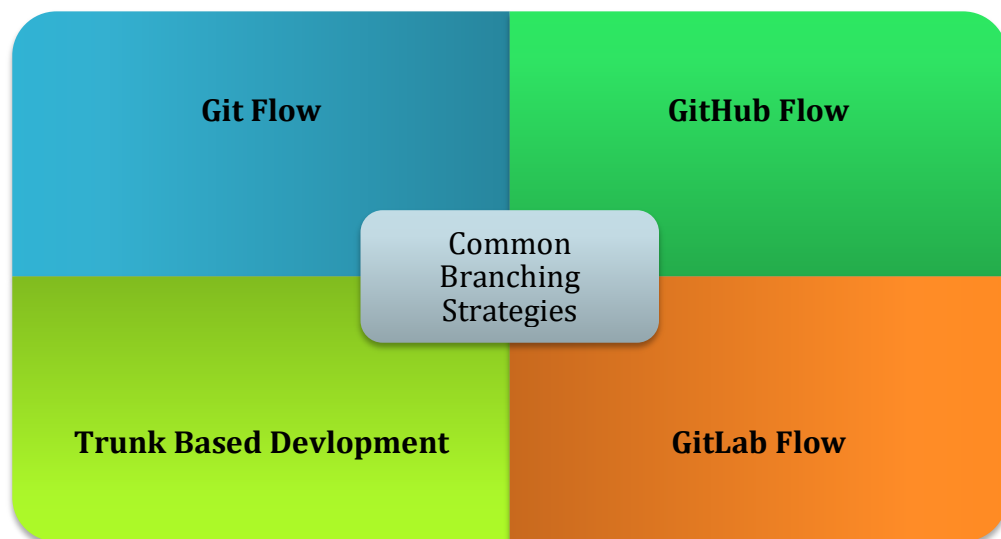 Git Flow
GitHub Flow
Common
Branching
Strategies
Trunk Based Devlopment
GitLab Flow